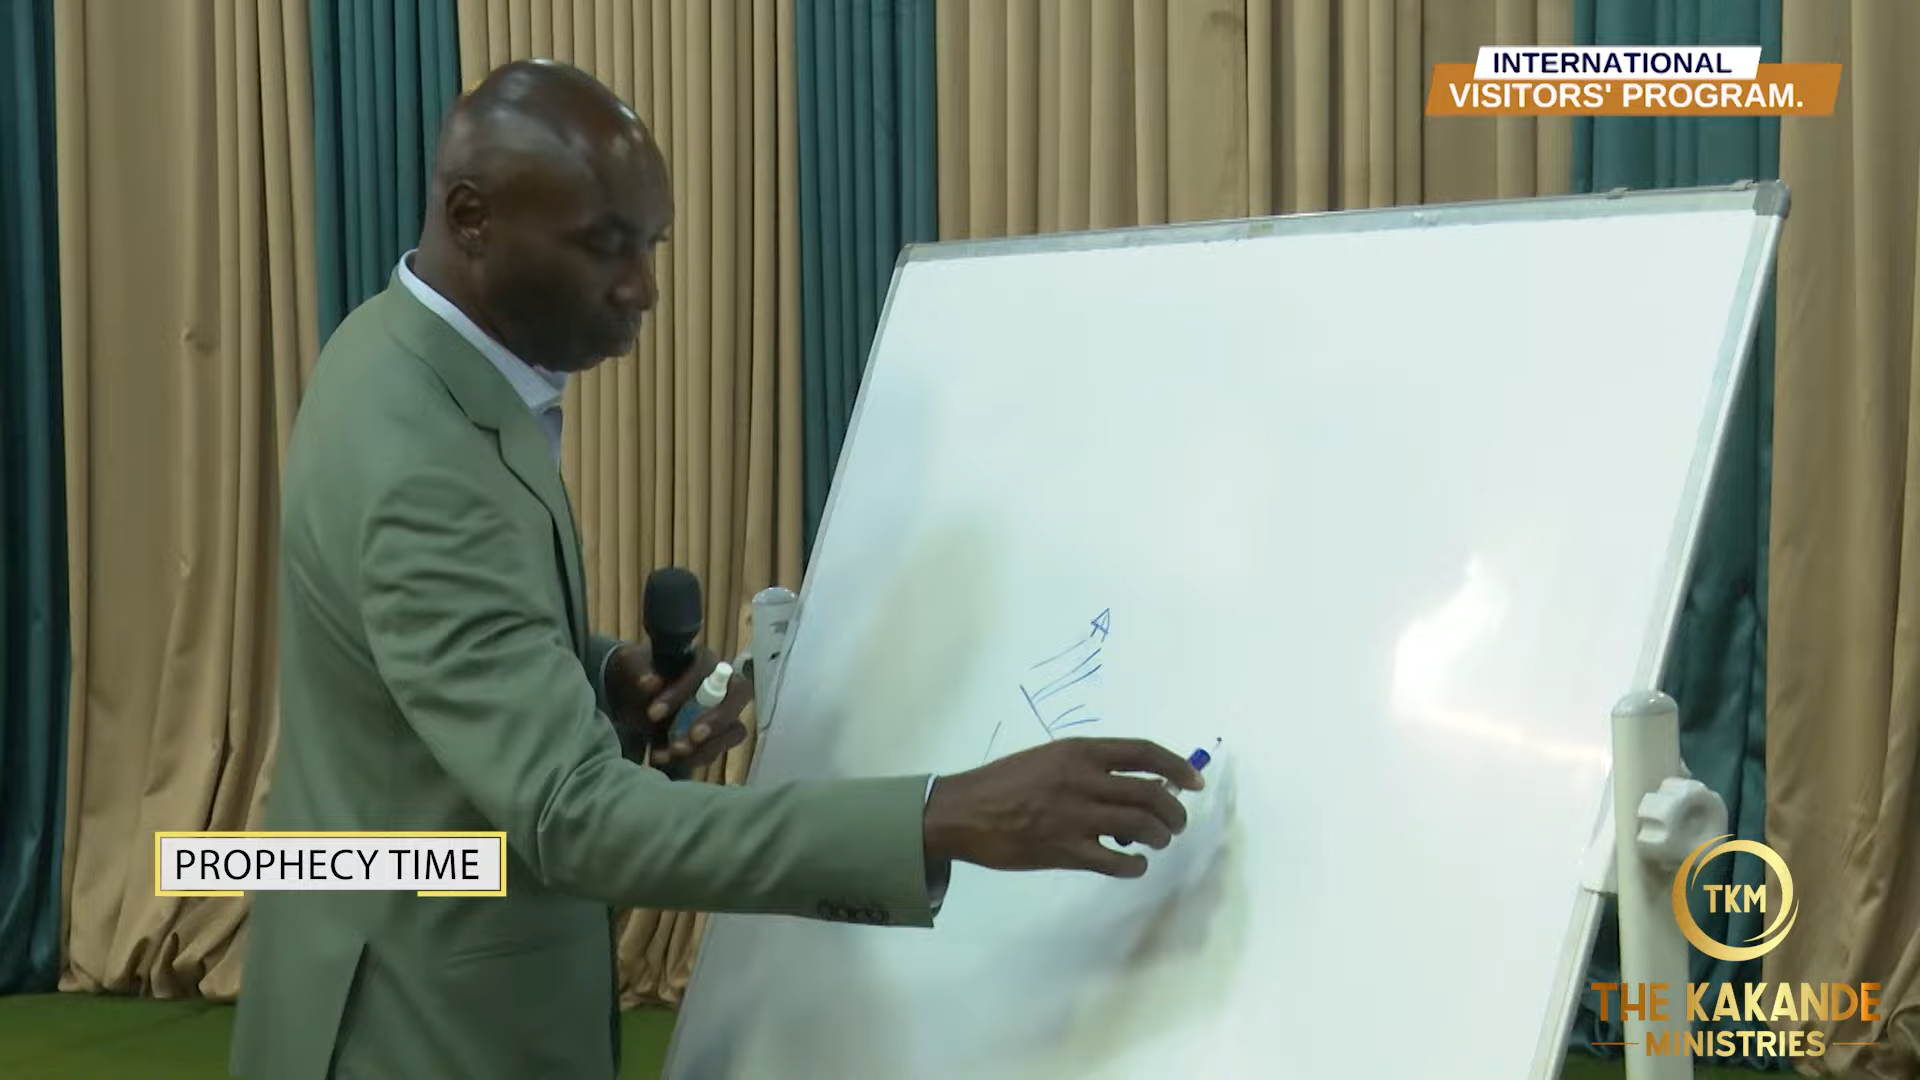 INTERNATIONAL
VISITORS' PROGRAM.
PROPHECY TIME
TKM
THE KAKANDE
MINISTRIES